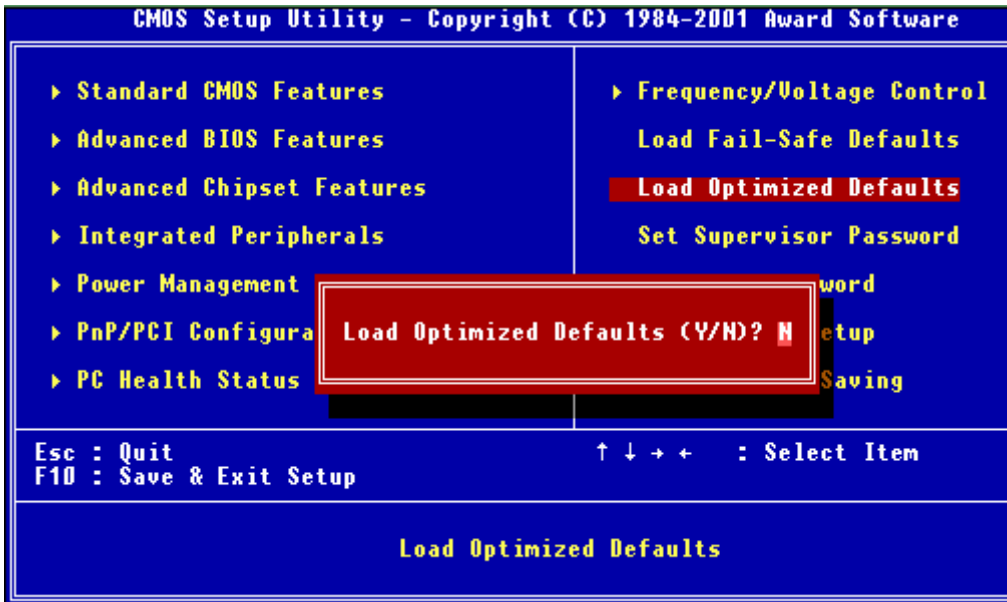 CMOS Setup Utility - Copyright (C) 1984-2001 Award Software
▸ Standard CMOS Features
▸ Advanced BIOS Features
▸ Advanced Chipset Features
▸ Integrated Peripherals
▸ Power Management
▸ PnP/PCI Configura
▸ PC Health Status
▸ Frequency/Voltage Control
Load Fail-Safe Defaults
Load Optimized Defaults
Set Supervisor Password
word
etup
Saving
Load Optimized Defaults (Y/N)? N
Esc : Quit
F10 : Save & Exit Setup
↑ ↓ → ← : Select Item
Load Optimized Defaults